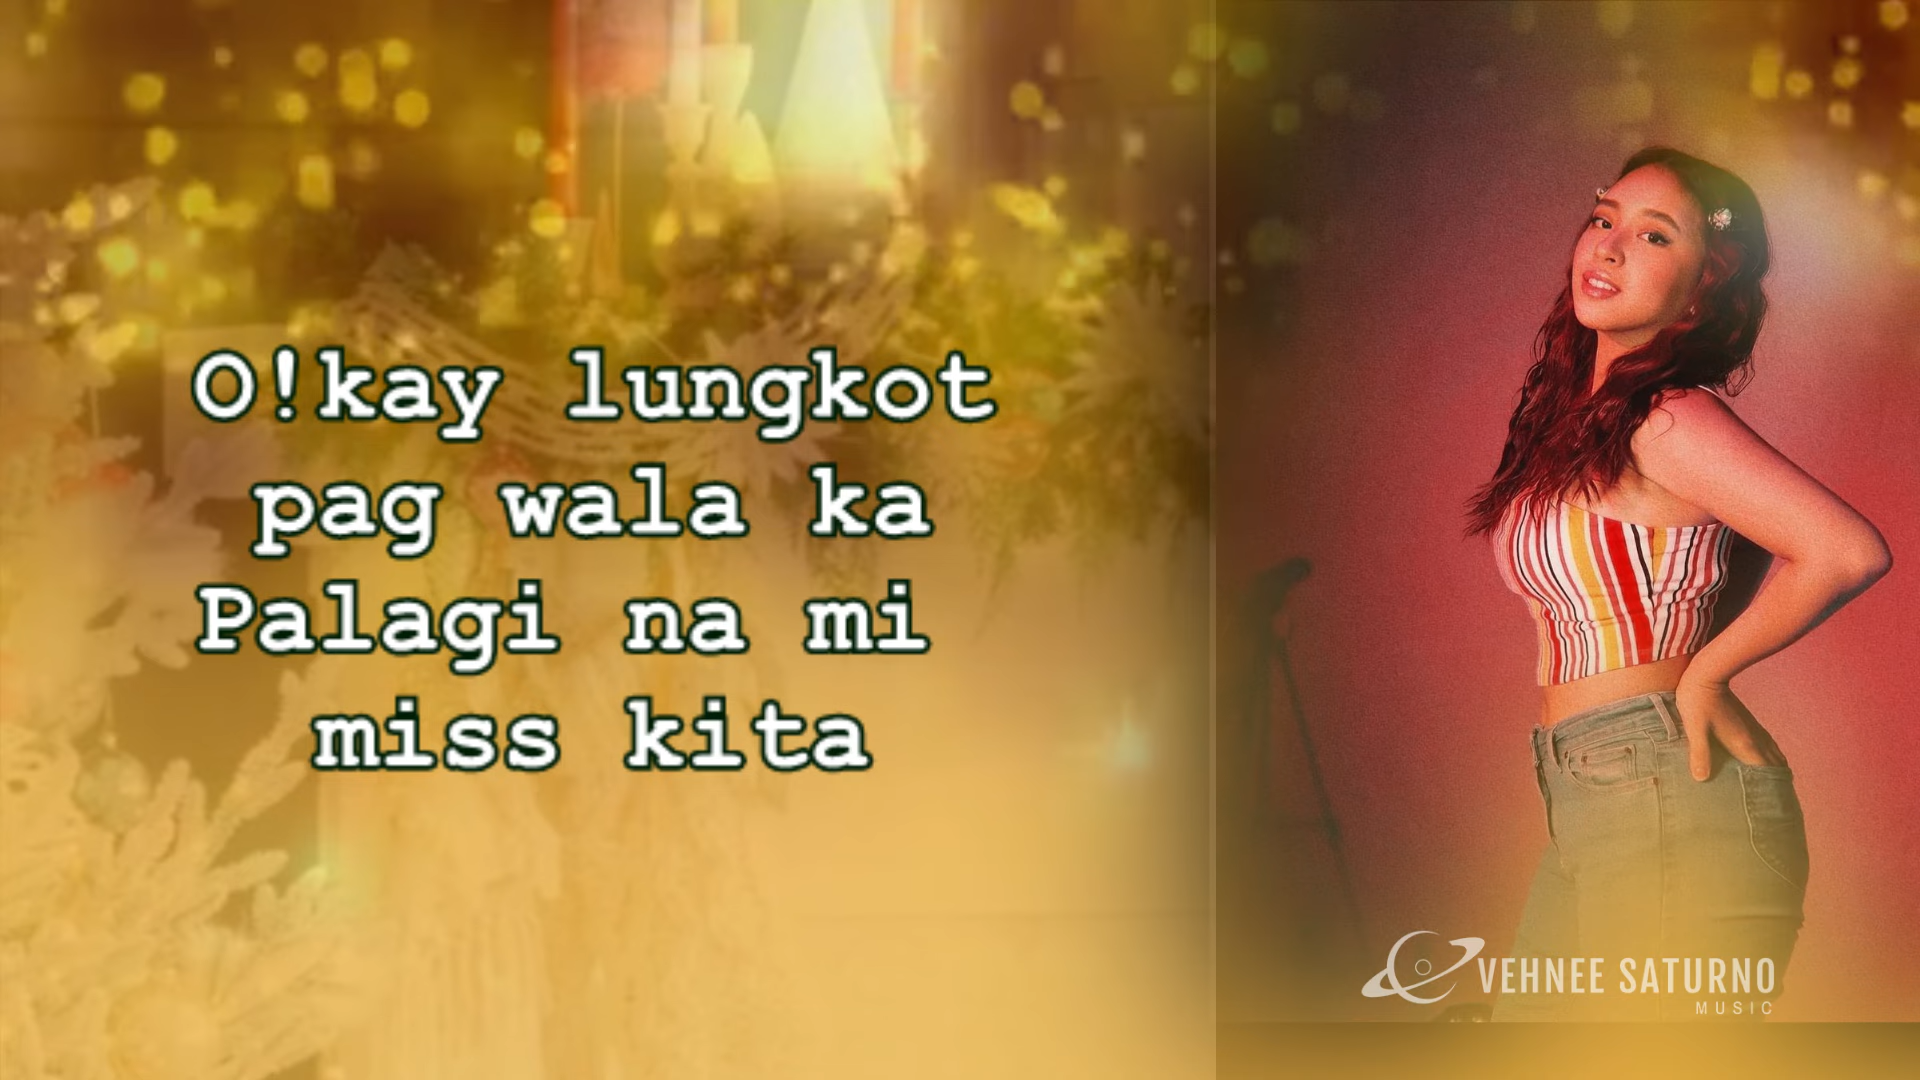 O!kay lungkot
pag wala ka
Palagi na mi
miss kita
VEHNEE SATURNO
MUSIC